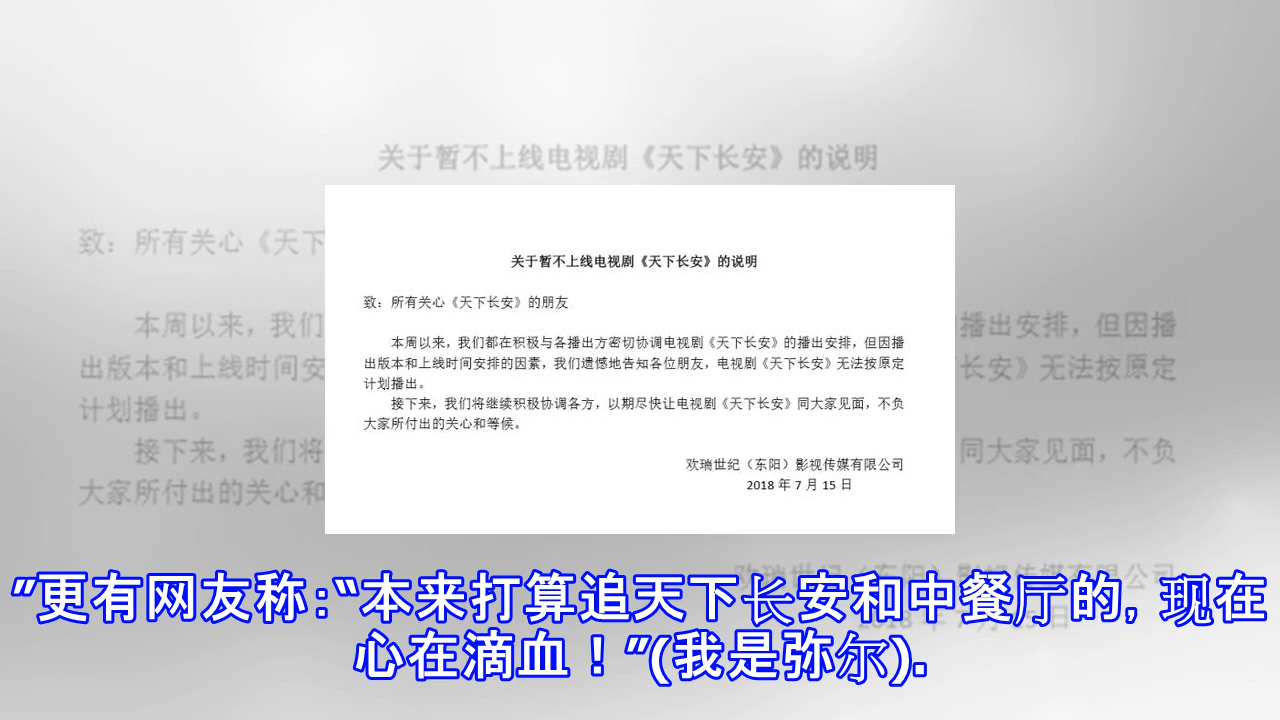 关于暂不上线电视剧《天下长安》的说明
致：所有关心《天下长安》的朋友
本周以来，我们都在积极与各播出方密切协调电视剧《天下长安》的播出安排，但因播
出版本和上线时间安排的因素，我们遗憾地告知各位朋友，电视剧《天下长安》无法按原定
计划播出。
接下来，我们将继续积极协调各方，以期尽快让电视剧《天下长安》同大家见面，不负
大家所付出的关心和等候。
欢瑞世纪（东阳）影视传媒有限公司
2018 年 7 月 15 日
"更有网友称:"本来打算追天下长安和中餐厅的, 现在
心在滴血！"(我是弥尔).